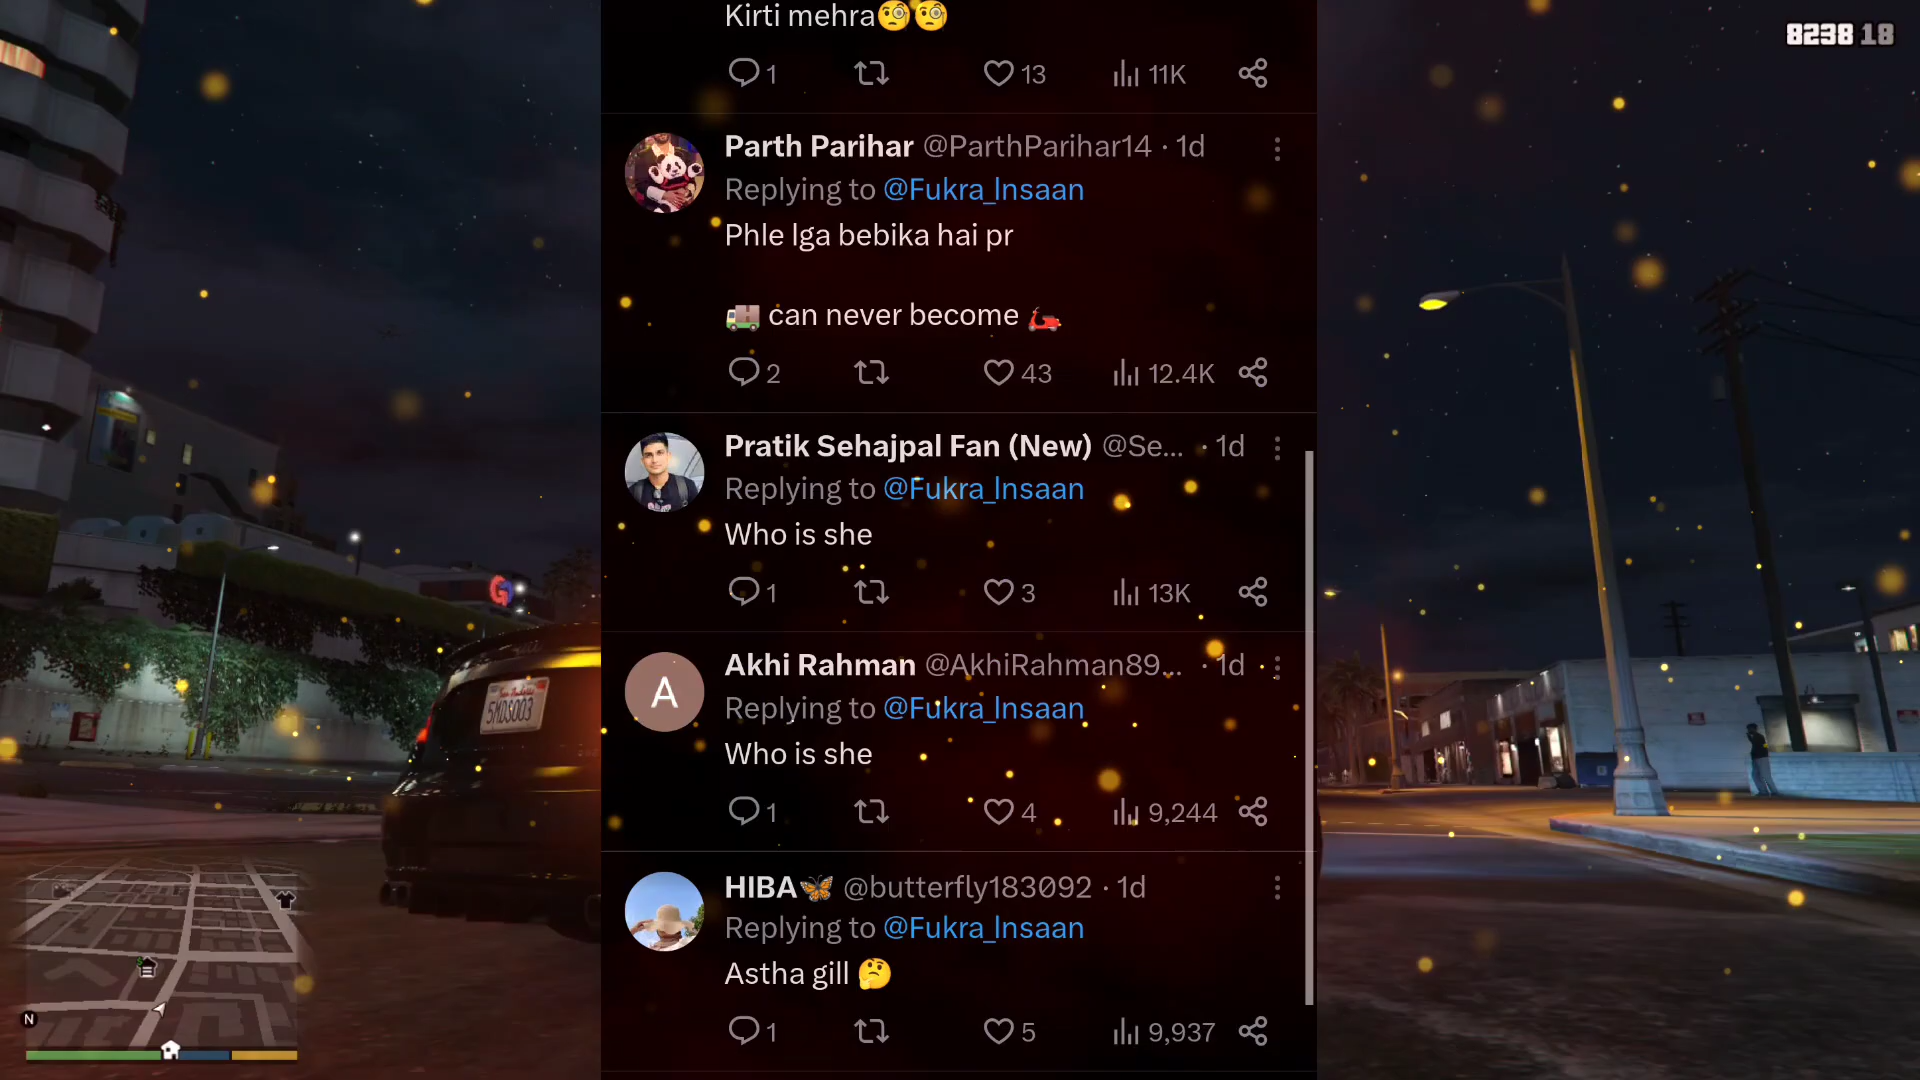 8238 18
Kirti mehra🧐🧐
1 13 11K
Parth Parihar @ParthParihar14 · 1d
Replying to @Fukra_Insaan
Phle lga bebika hai pr
🚚 can never become 🛵
2 43 12.4K
Pratik Sehajpal Fan (New) @Se... · 1d
Replying to @Fukra_Insaan
Who is she
1 3 13K
Akhi Rahman @AkhiRahman89... · 1d
Replying to @Fukra_Insaan
Who is she
1 4 9,244
HIBA🦋 @butterfly183092 · 1d
Replying to @Fukra_Insaan
Astha gill 🤔
1 5 9,937
A
G
San Andreas
5MDS003
N